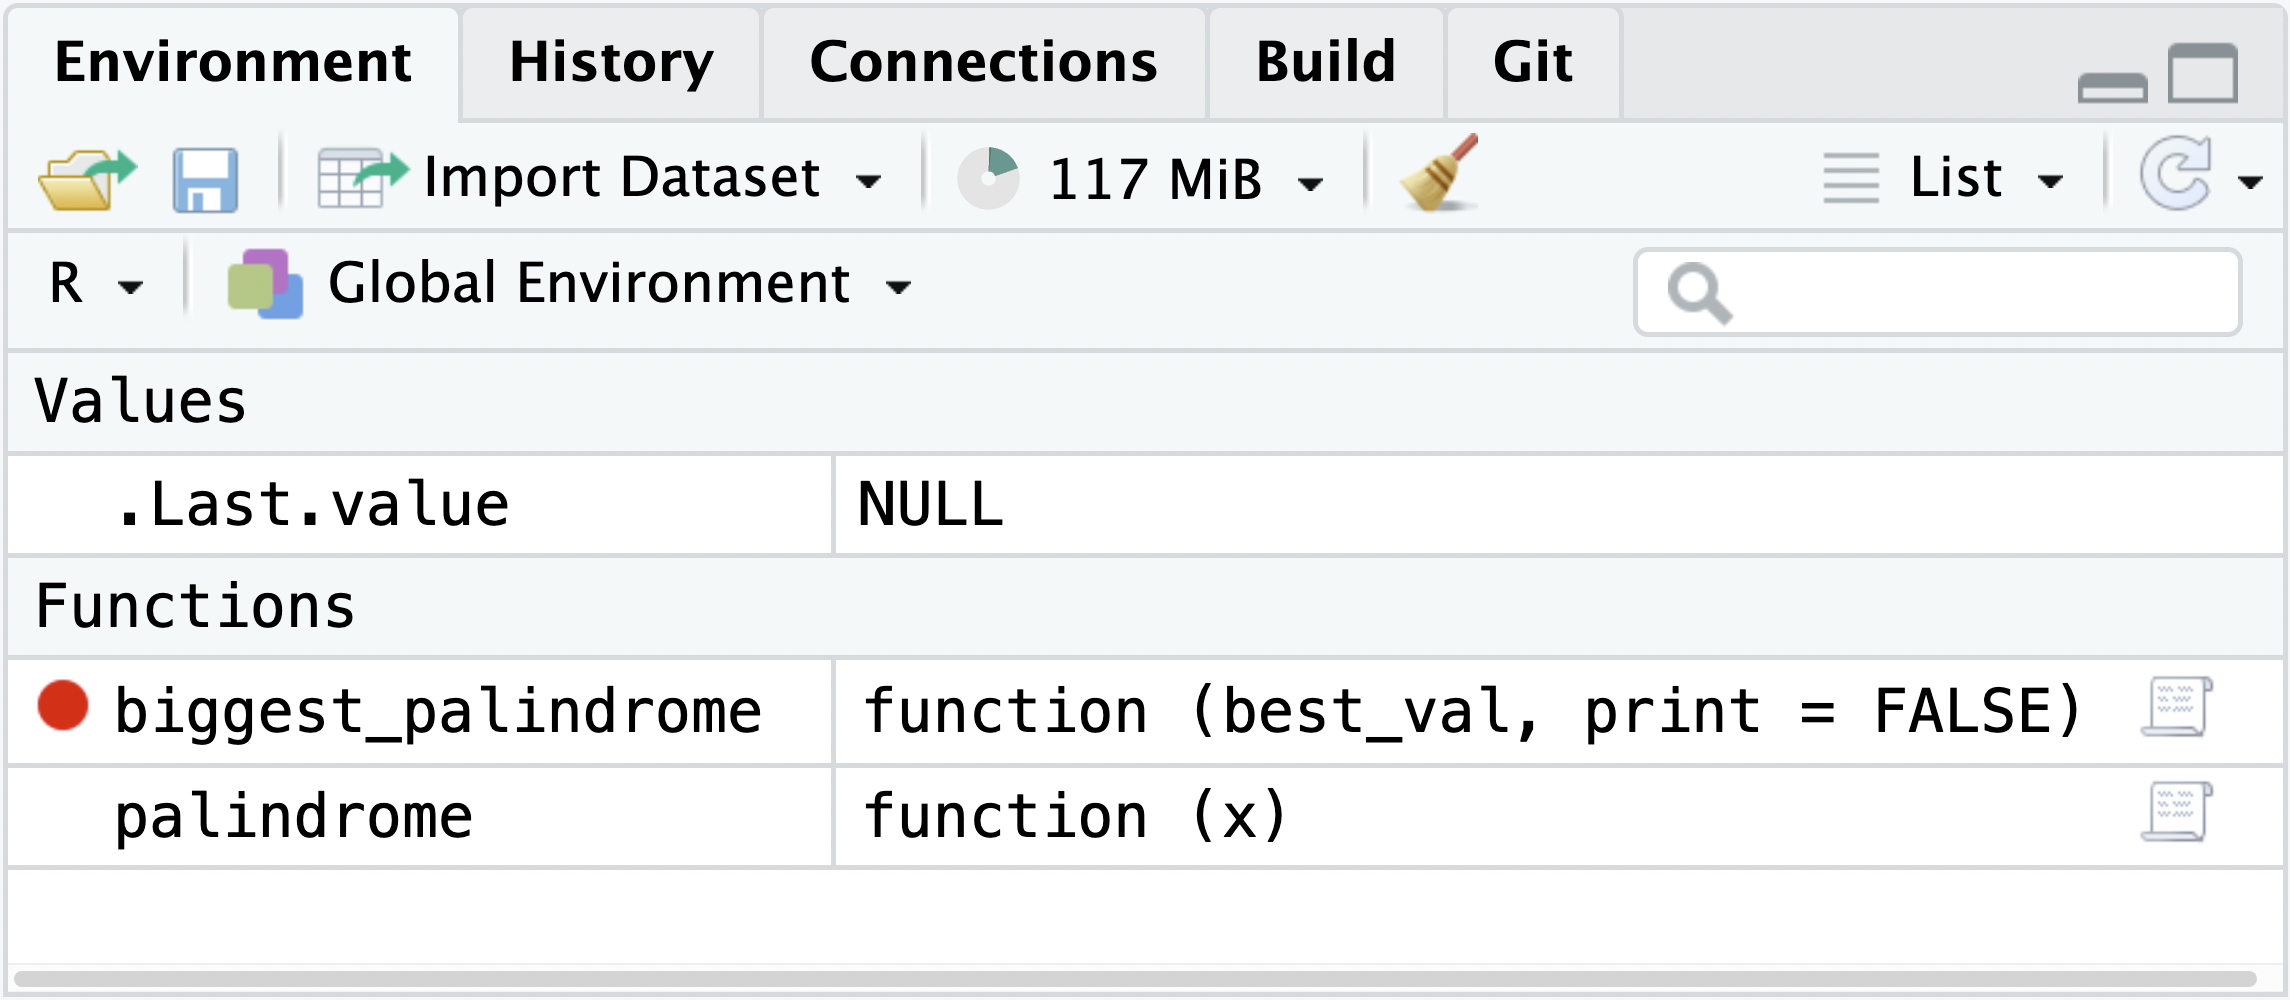 Environment History Connections Build Git
Import Dataset 117 MiB List
R Global Environment
Values
.Last.value NULL
Functions
biggest_palindrome function (best_val, print = FALSE)
palindrome function (x)